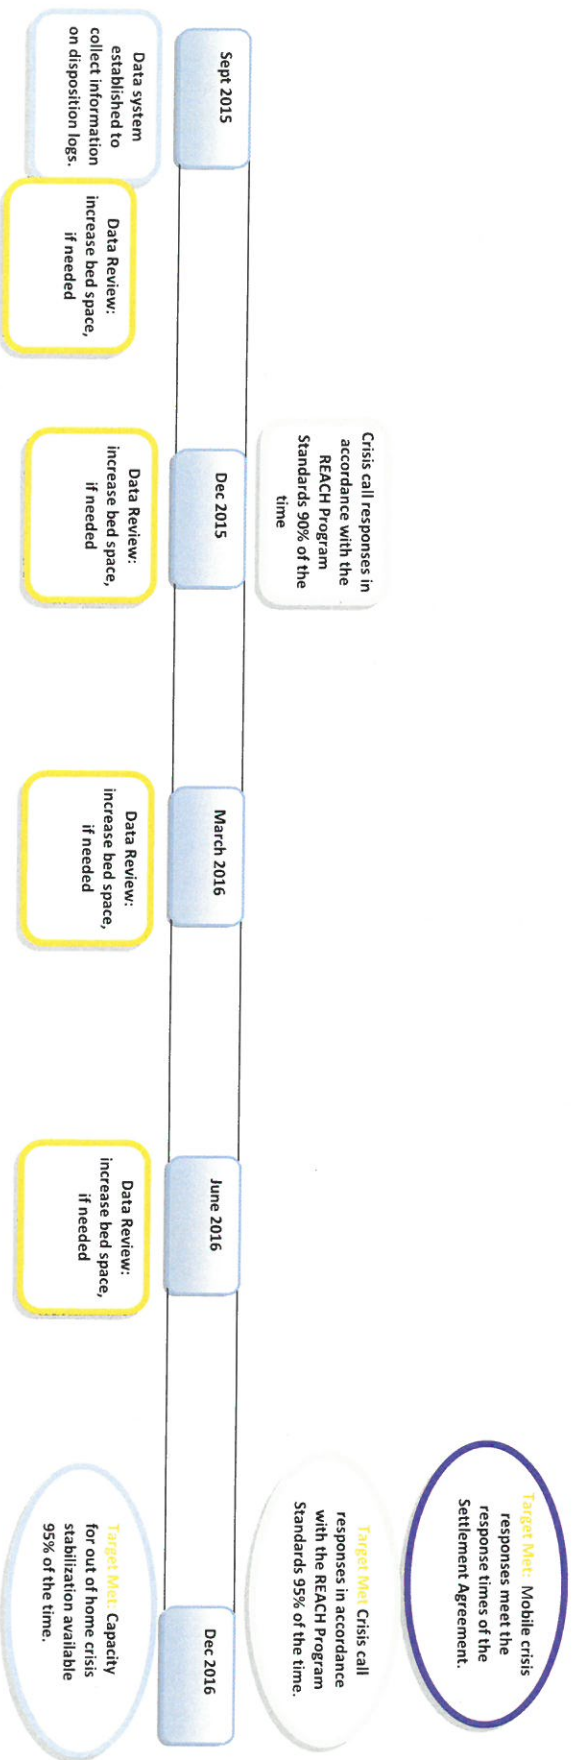 Target Met: Mobile crisis
responses meet the
response times of the
Settlement Agreement.
Crisis call responses in
accordance with the
REACH Program
Standards 90% of the
time
Target Met Crisis call
responses in accordance
with the REACH Program
Standards 95% of the time.
Sept 2015
Dec 2015
March 2016
June 2016
Dec 2016
Data system
established to
collect information
on disposition logs.
Data Review:
increase bed space,
if needed
Data Review:
increase bed space,
if needed
Data Review:
increase bed space,
if needed
Data Review:
increase bed space,
if needed
Target Met: Capacity
for out of home crisis
stabilization available
95% of the time.